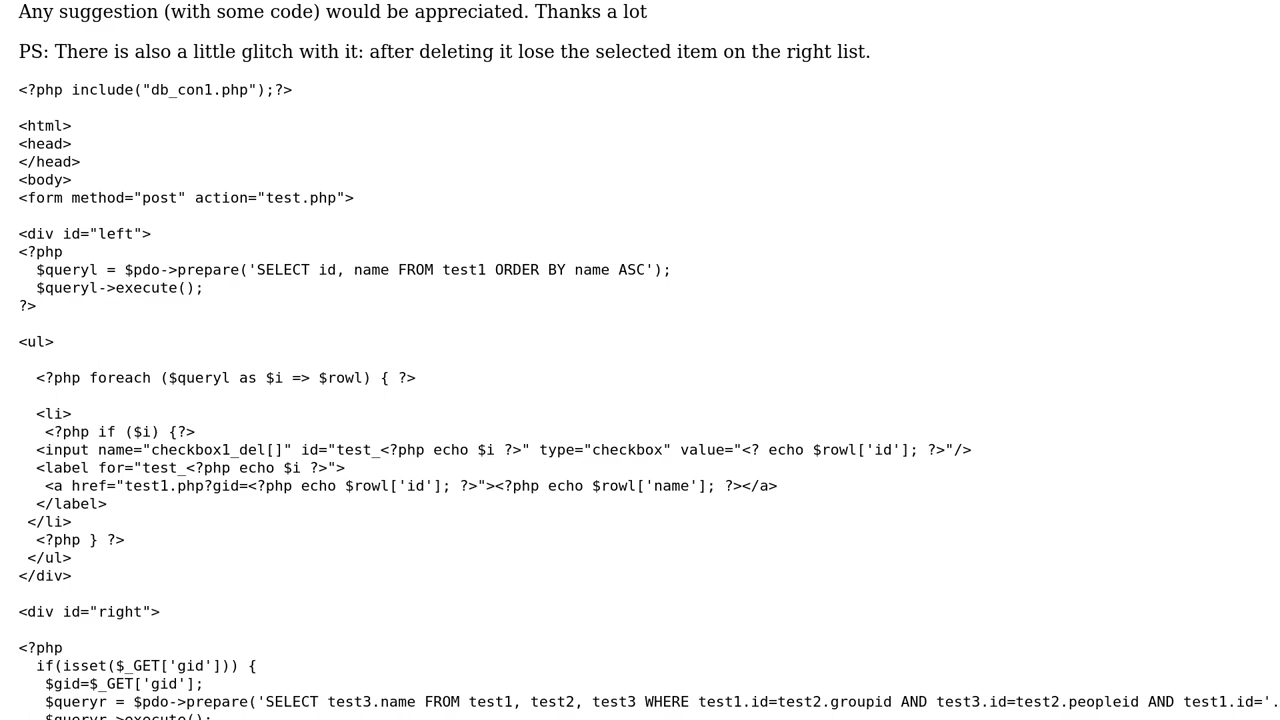 Any suggestion (with some code) would be appreciated. Thanks a lot
PS: There is also a little glitch with it: after deleting it lose the selected item on the right list.
<?php include("db_con1.php");?>
<html>
<head>
</head>
<body>
<form method="post" action="test.php">
<div id="left">
<?php
$queryl = $pdo->prepare('SELECT id, name FROM test1 ORDER BY name ASC');
$queryl->execute();
?>
<ul>
<?php foreach ($queryl as $i => $rowl) { ?>
<li>
<?php if ($i) {?>
<input name="checkbox1_del[]" id="test_<?php echo $i ?>" type="checkbox" value="<? echo $rowl['id']; ?>"/>
<label for="test_<?php echo $i ?>">
<a href="test1.php?gid=<?php echo $rowl['id']; ?>"><?php echo $rowl['name']; ?></a>
</label>
</li>
<?php } ?>
</ul>
</div>
<div id="right">
<?php
if(isset($_GET['gid'])) {
$gid=$_GET['gid'];
$queryr = $pdo->prepare('SELECT test3.name FROM test1, test2, test3 WHERE test1.id=test2.groupid AND test3.id=test2.peopleid AND test1.id='.
$queryr->execute();